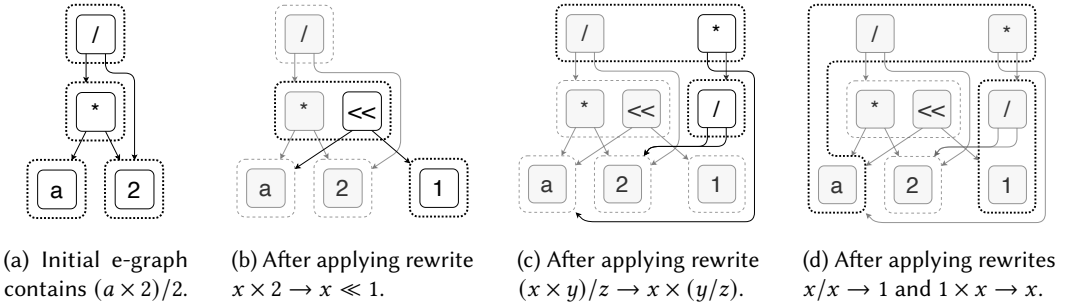 /
*
a
2
/
*
<<
a
2
1
/
*
*
<<
/
a
2
1
/
*
*
<<
/
a
2
1
(a) Initial e-graph
contains (a × 2)/2.
(b) After applying rewrite
x × 2 → x ≪ 1.
(c) After applying rewrite
(x × y)/z → x × (y/z).
(d) After applying rewrites
x/x → 1 and 1 × x → x.